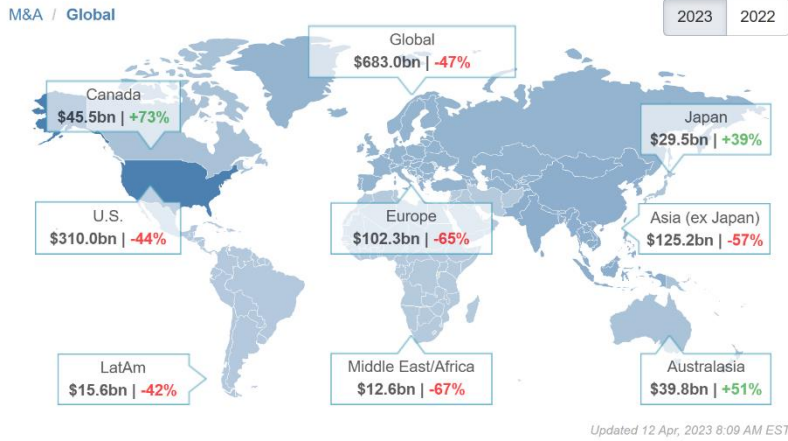 M&A / Global
2023 2022
Global
$683.0bn | -47%
Canada
$45.5bn | +73%
Japan
$29.5bn | +39%
U.S.
$310.0bn | -44%
Europe
$102.3bn | -65%
Asia (ex Japan)
$125.2bn | -57%
LatAm
$15.6bn | -42%
Middle East/Africa
$12.6bn | -67%
Australasia
$39.8bn | +51%
Updated 12 Apr, 2023 8:09 AM EST